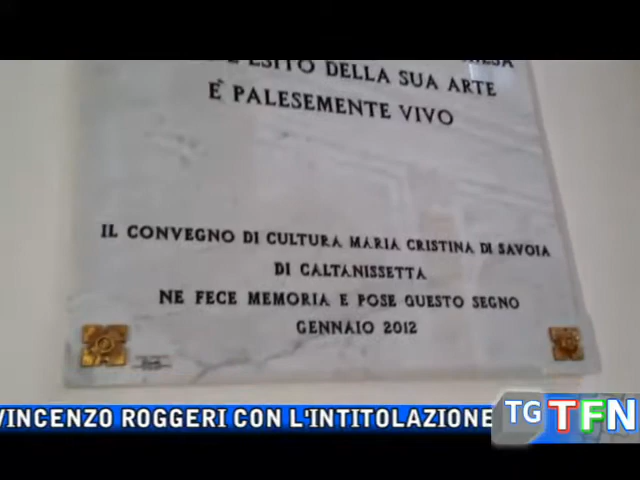 ESITO DELLA SUA ARTE
È PALESEMENTE VIVO
IL CONVEGNO DI CULTURA MARIA CRISTINA DI SAVOIA
DI CALTANISSETTA
NE FECE MEMORIA E POSE QUESTO SEGNO
GENNAIO 2012
VINCENZO ROGGERI CON L'INTITOLAZIONE
TG TFN